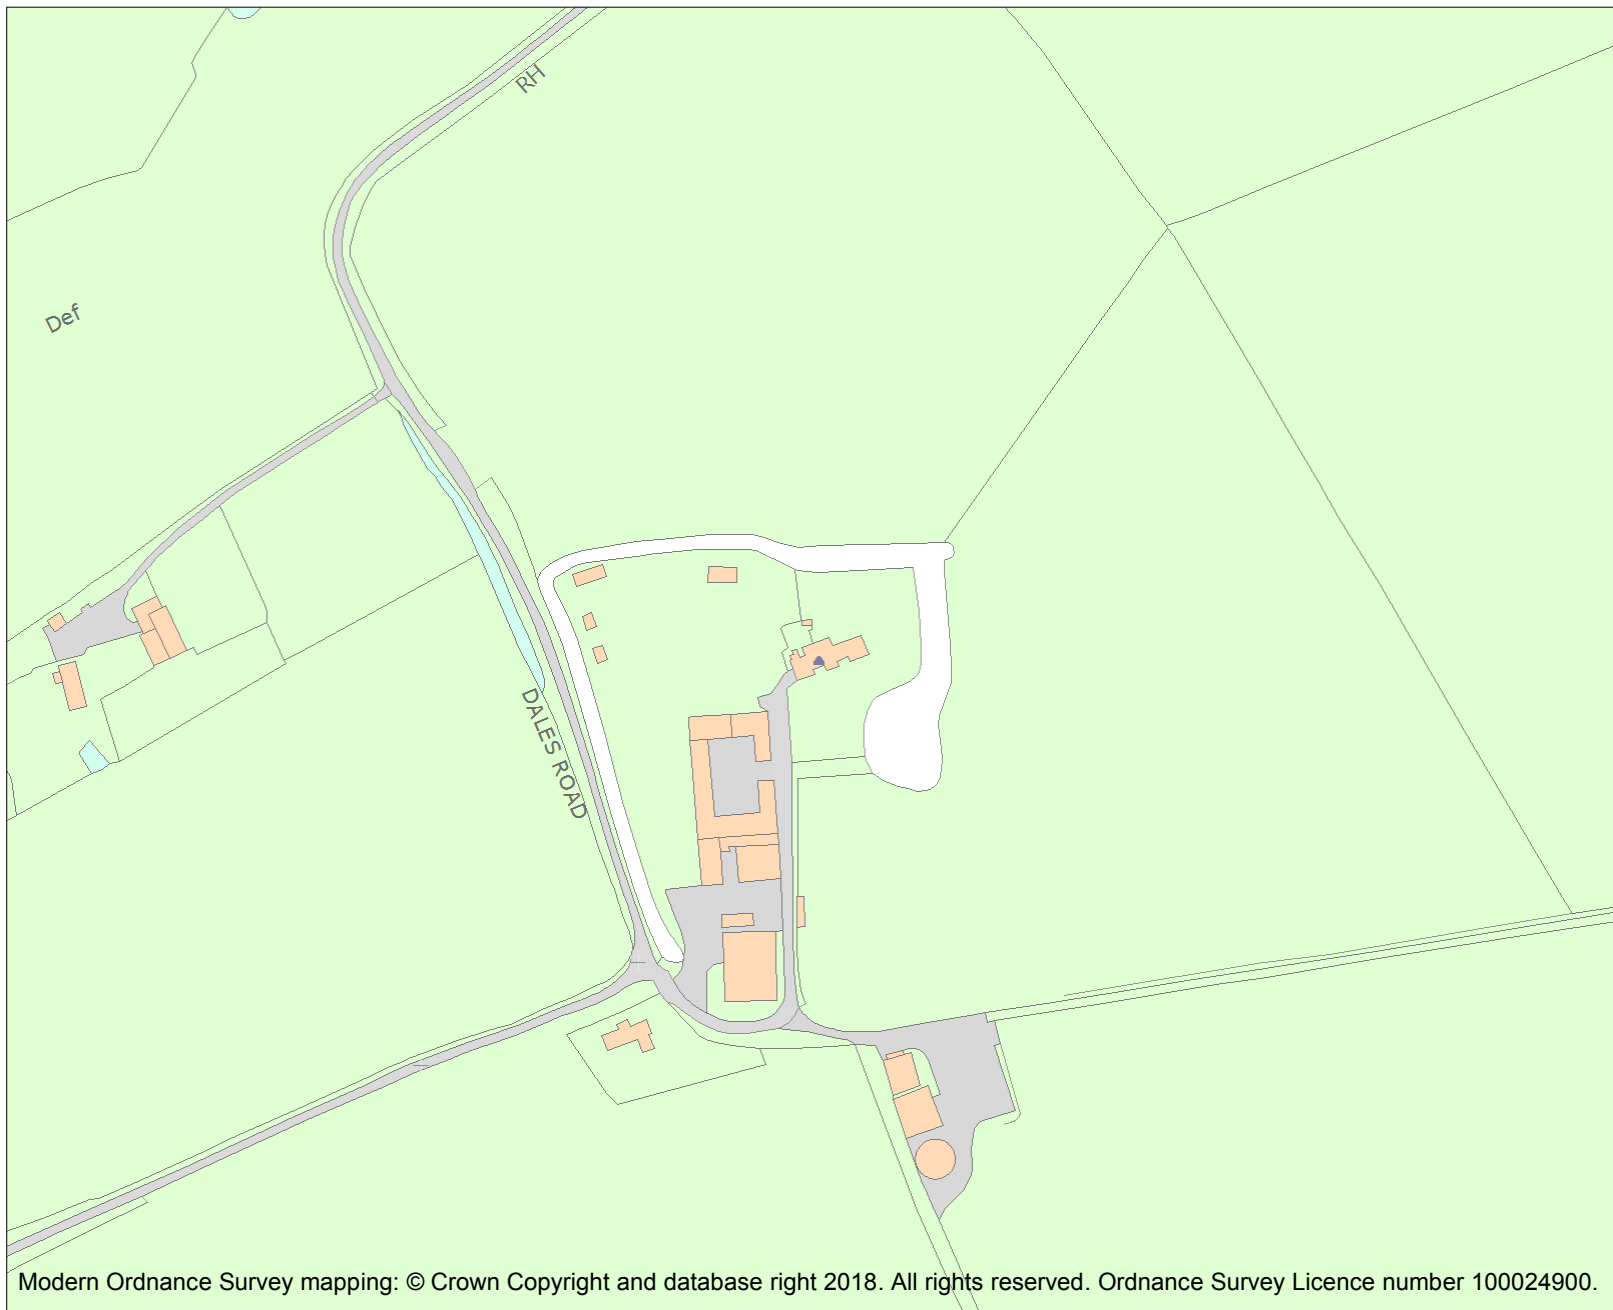 RH
Def
DALES ROAD
Modern Ordnance Survey mapping: © Crown Copyright and database right 2018. All rights reserved. Ordnance Survey Licence number 100024900.